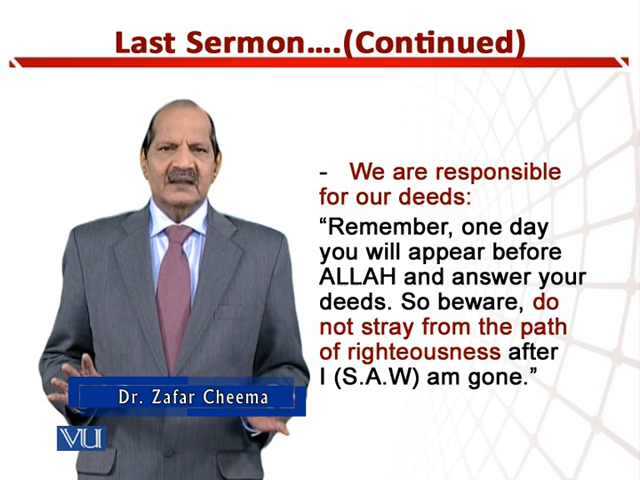 Last Sermon….(Continued)
- We are responsible
for our deeds:
“Remember, one day
you will appear before
ALLAH and answer your
deeds. So beware, do
not stray from the path
of righteousness after
I (S.A.W) am gone.”
Dr. Zafar Cheema
VU